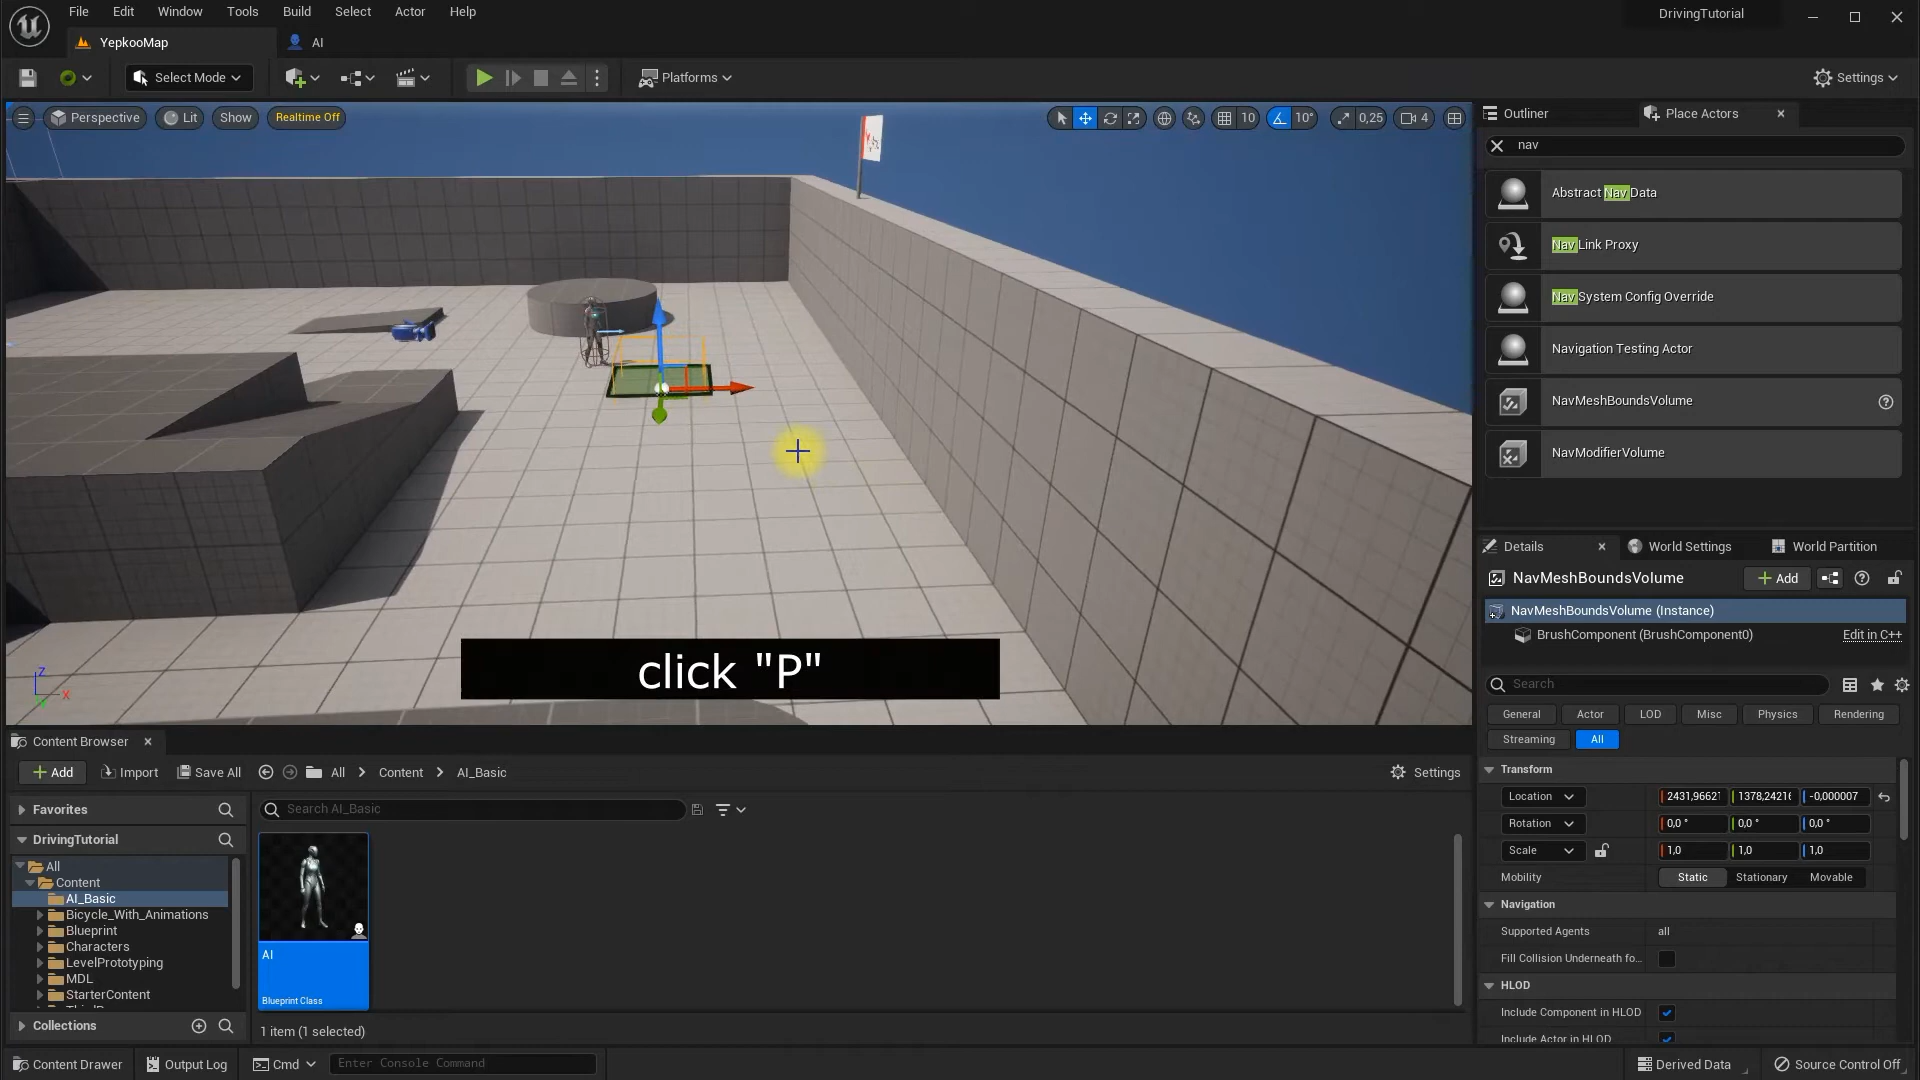 File Edit Window Tools Build Select Actor Help
DrivingTutorial
YepkooMap
AI
Select Mode
Platforms
Settings
Perspective
Lit
Show
Realtime Off
10
10°
0,25
4
click "P"
Outliner
Place Actors
nav
Abstract Nav Data
Nav Link Proxy
Nav System Config Override
Navigation Testing Actor
NavMeshBoundsVolume
NavModifierVolume
Details
World Settings
World Partition
NavMeshBoundsVolume
Add
NavMeshBoundsVolume (Instance)
BrushComponent (BrushComponent0)
Edit in C++
Search
General
Actor
LOD
Misc
Physics
Rendering
Streaming
All
Transform
Location
2431,96621
1378,24216
-0,000007
Rotation
0,0 °
0,0 °
0,0 °
Scale
1,0
1,0
1,0
Mobility
Static
Stationary
Movable
Navigation
Supported Agents
all
Fill Collision Underneath fo...
HLOD
Include Component in HLOD
Include Actor in HLOD
Content Browser
Add
Import
Save All
All
Content
AI_Basic
Settings
Favorites
DrivingTutorial
All
Content
AI_Basic
Bicycle_With_Animations
Blueprint
Characters
LevelPrototyping
MDL
StarterContent
Collections
Search AI_Basic
AI
Blueprint Class
1 item (1 selected)
Content Drawer
Output Log
Cmd
Enter Console Command
Derived Data
Source Control Off
X
Z
X